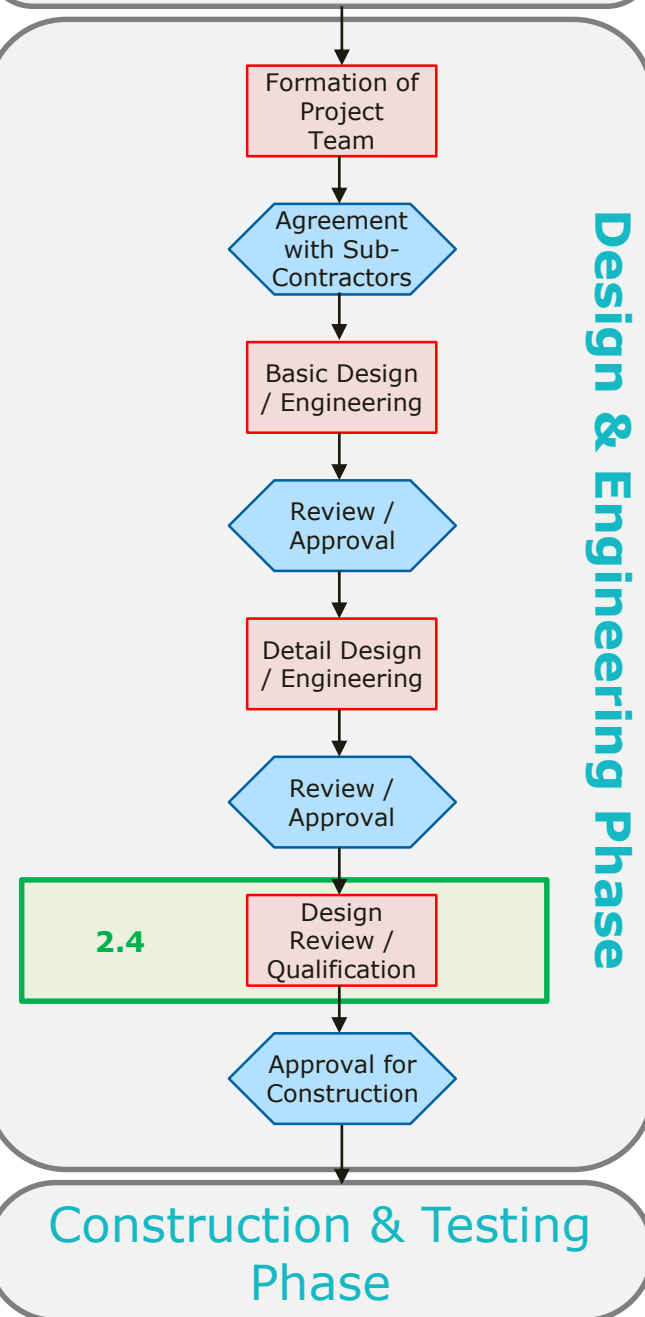 Formation of
Project
Team
Agreement
with Sub-
Contractors
Basic Design
/ Engineering
Review /
Approval
Detail Design
/ Engineering
Review /
Approval
2.4
Design
Review /
Qualification
Approval for
Construction
Design & Engineering Phase
Construction & Testing
Phase